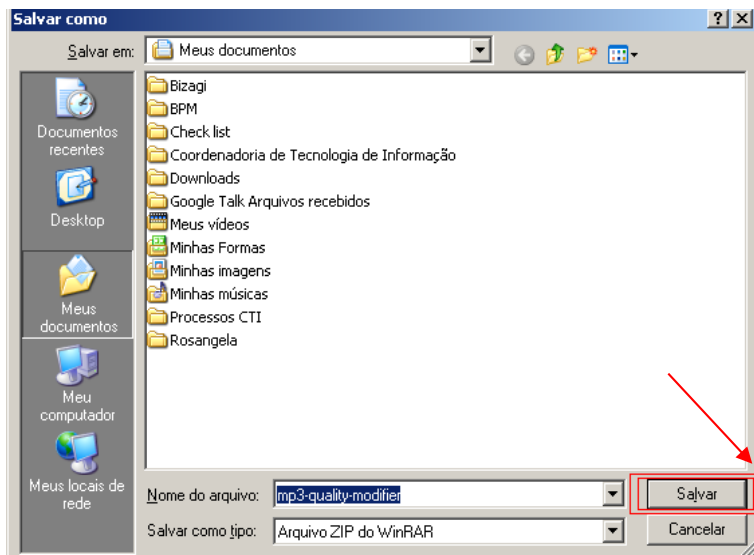 Salvar como
Salvar em: Meus documentos
Documentos
recentes
Desktop
Meus
documentos
Meu
computador
Meus locais de
rede
Bizagi
BPM
Check list
Coordenadoria de Tecnologia de Informação
Downloads
Google Talk Arquivos recebidos
Meus vídeos
Minhas Formas
Minhas imagens
Minhas músicas
Processos CTI
Rosangela
Nome do arquivo: mp3-quality-modifier Salvar
Salvar como tipo: Arquivo ZIP do WinRAR Cancelar